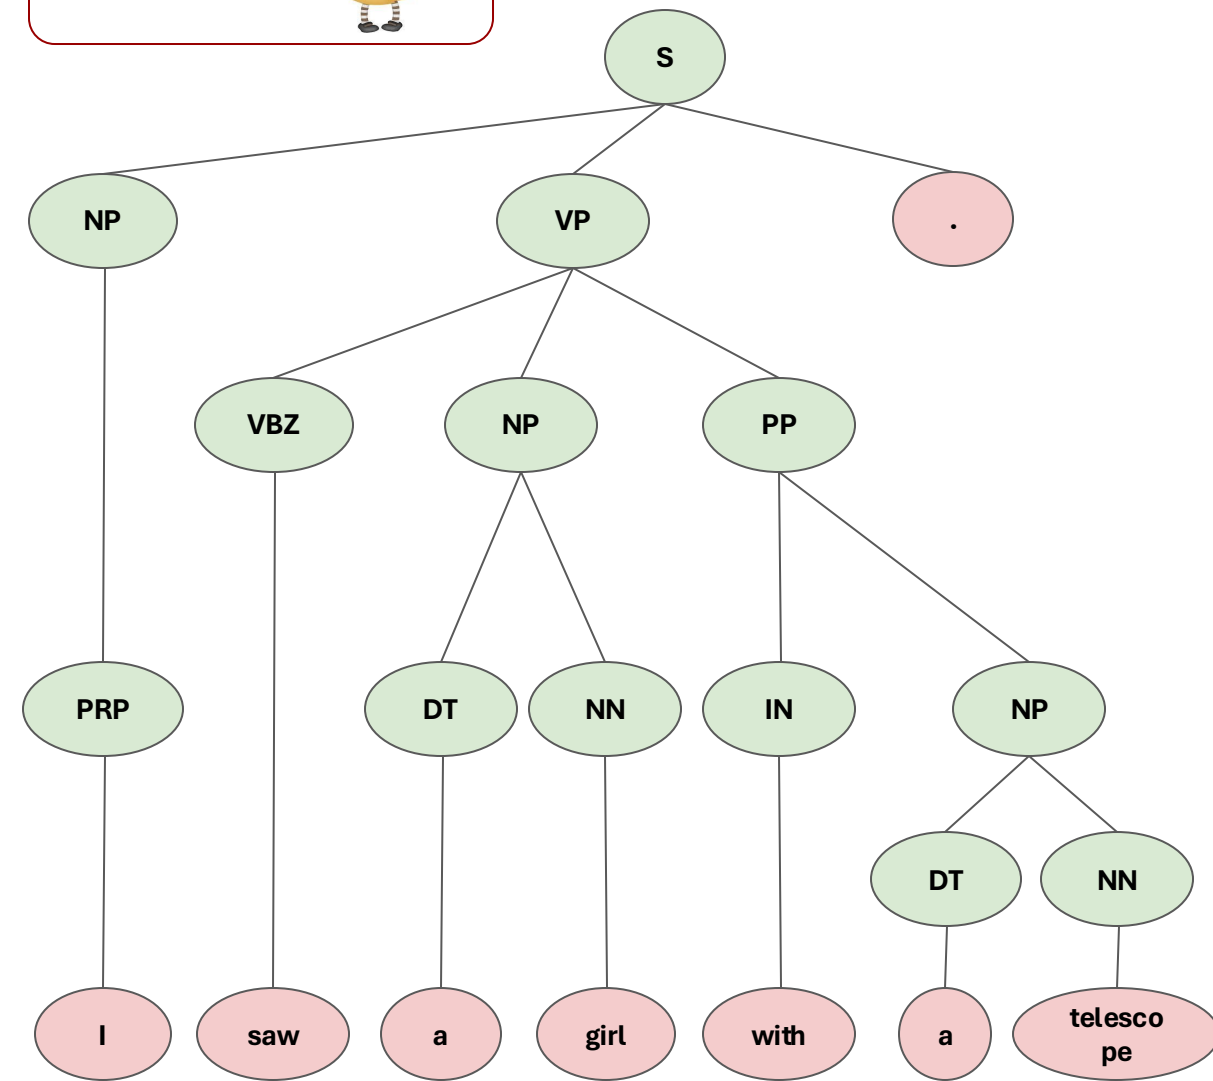 S
NP
VP
.
VBZ
NP
PP
PRP
DT
NN
IN
NP
DT
NN
I
saw
a
girl
with
a
telesco
pe